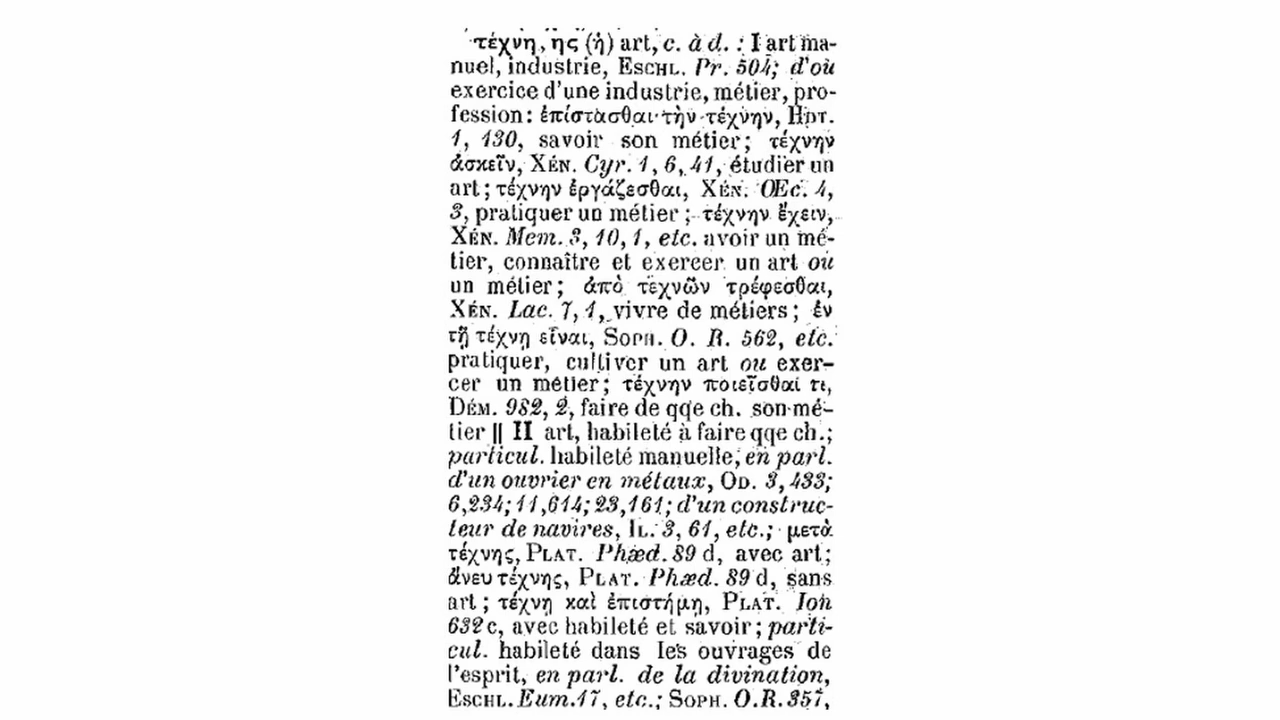 τέχνη, ης (ἡ) art, c. à d. : I art ma-
nuel, industrie, Eschl. Pr. 504; d'où
exercice d'une industrie, métier, pro-
fession: ἐπίστασθαι τὴν τέχνην, Hdt.
1, 130, savoir son métier; τέχνην
ἀσκεῖν, Xén. Cyr. 1, 6, 41, étudier un
art; τέχνην ἐργάζεσθαι, Xén. Œc. 4,
3, pratiquer un métier; τέχνην ἔχειν,
Xén. Mem. 3, 10, 1, etc. avoir un mé-
tier, connaître et exercer un art ou
un métier; ἀπὸ τεχνῶν τρέφεσθαι,
Xén. Lac. 7, 1, vivre de métiers; ἐν
τῇ τέχνῃ εἶναι, Soph. O. R. 562, etc.
pratiquer, cultiver un art ou exer-
cer un métier; τέχνην ποιεῖσθαί τι,
Dém. 982, 2, faire de qqe ch. son mé-
tier || II art, habileté à faire qqe ch.;
particul. habileté manuelle, en parl.
d'un ouvrier en métaux, Od. 3, 433;
6,234; 11,614; 23,161; d'un construc-
teur de navires, Il. 3, 61, etc.; μετὰ
τέχνης, Plat. Phæd. 89 d, avec art;
ἄνευ τέχνης, Plat. Phæd. 89 d, sans
art; τέχνη καὶ ἐπιστήμη, Plat. Ion
632 c, avec habileté et savoir; parti-
cul. habileté dans les ouvrages de
l'esprit, en parl. de la divination,
Eschl. Eum. 17, etc.; Soph. O.R. 357,